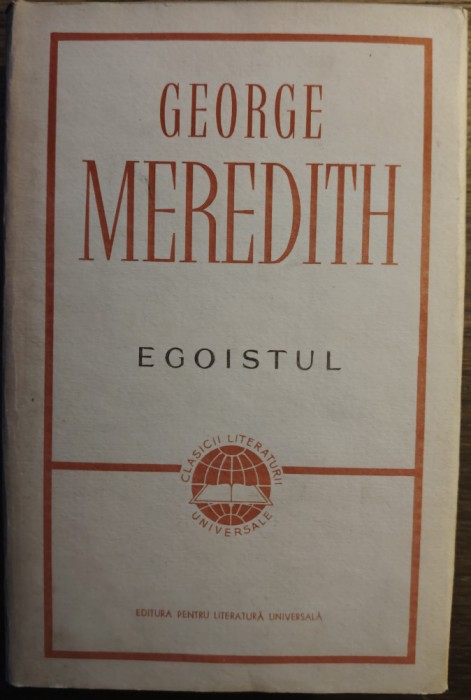 GEORGE
MEREDITH
EGOISTUL
CLASICII LITERATURII
UNIVERSALE
EDITURA PENTRU LITERATURĂ UNIVERSALĂ